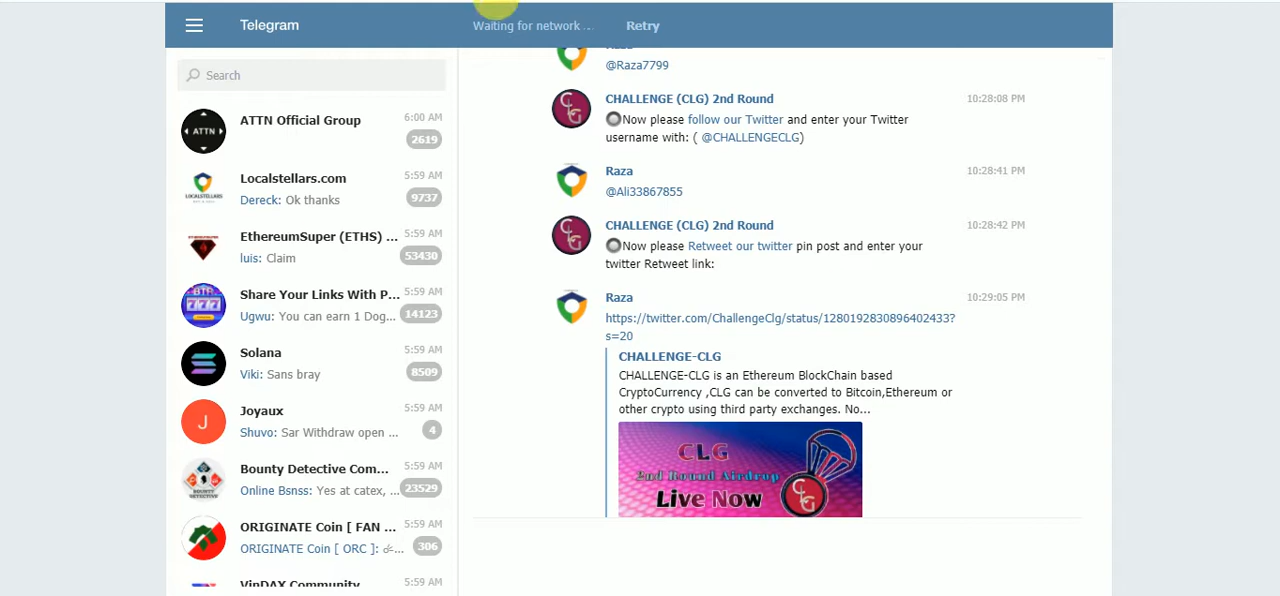 Telegram
Waiting for network ...
Retry
Search
ATTN Official Group
6:00 AM
2619
ATTN
Localstellars.com
5:59 AM
Dereck: Ok thanks
9737
LOCALSTELLARS
EthereumSuper (ETHS) ...
5:59 AM
luis: Claim
53430
Share Your Links With P...
5:59 AM
Ugwu: You can earn 1 Dog...
14123
BTP
777
Solana
5:59 AM
Viki: Sans bray
8509
Joyaux
5:59 AM
Shuvo: Sar Withdraw open ...
4
J
Bounty Detective Com...
5:59 AM
Online Bsnss: Yes at catex, ...
23529
BOUNTY
DETECTIVE
ORIGINATE Coin [ FAN ...
5:59 AM
ORIGINATE Coin [ ORC ]:
306
VinDAX Community
5:59 AM
Raza
@Raza7799
CHALLENGE (CLG) 2nd Round
10:28:08 PM
🔘Now please follow our Twitter and enter your Twitter
username with: ( @CHALLENGECLG)
Raza
10:28:41 PM
@Ali33867855
CHALLENGE (CLG) 2nd Round
10:28:42 PM
🔘Now please Retweet our twitter pin post and enter your
twitter Retweet link:
Raza
10:29:05 PM
https://twitter.com/ChallengeClg/status/1280192830896402433?
s=20
CHALLENGE-CLG
CHALLENGE-CLG is an Ethereum BlockChain based
CryptoCurrency ,CLG can be converted to Bitcoin,Ethereum or
other crypto using third party exchanges. No...
CLG
2nd Round Airdrop
Live Now
CLG